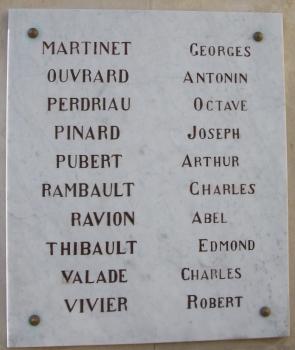 MARTINET GEORGES
OUVRARD ANTONIN
PERDRIAU OCTAVE
PINARD JOSEPH
PUBERT ARTHUR
RAMBAULT CHARLES
RAVION ABEL
THIBAULT EDMOND
VALADE CHARLES
VIVIER ROBERT